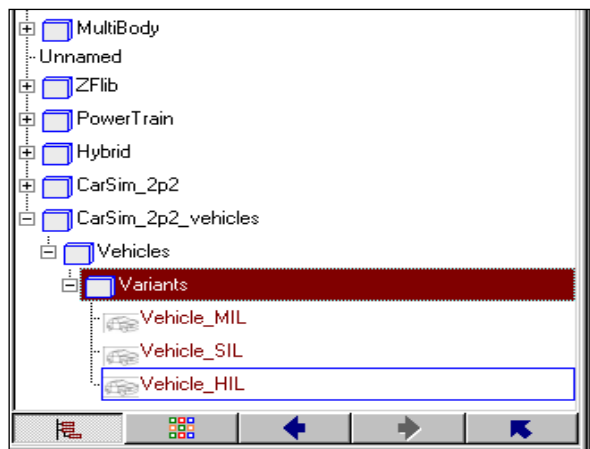 MultiBody
Unnamed
ZFlib
PowerTrain
Hybrid
CarSim_2p2
CarSim_2p2_vehicles
Vehicles
Variants
Vehicle_MIL
Vehicle_SIL
Vehicle_HIL